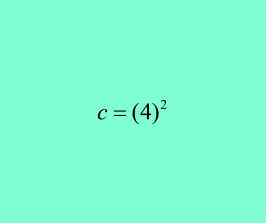 c = (4)²